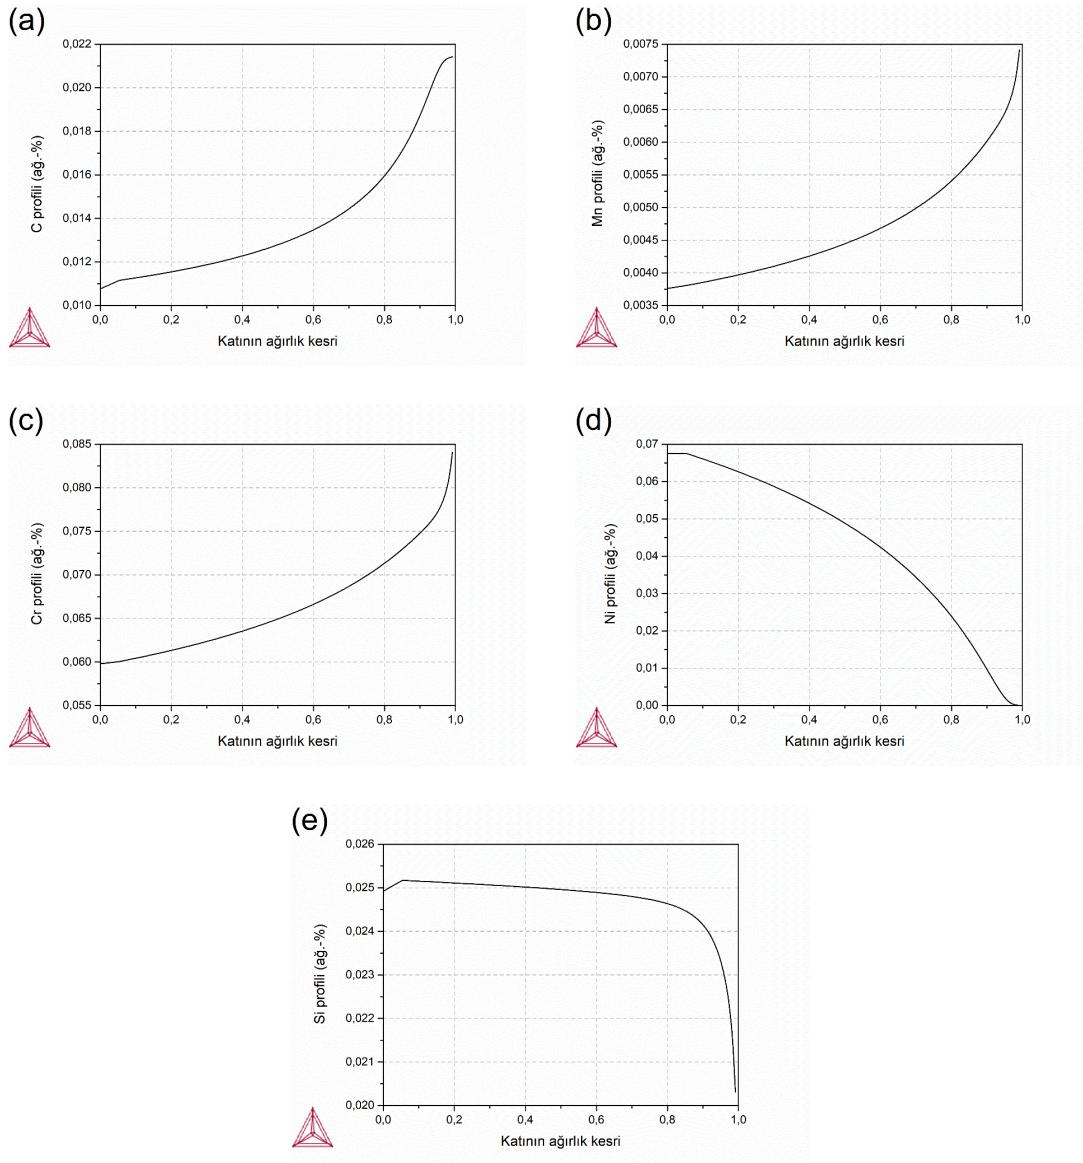 (a)
0,022
0,020
0,018
0,016
0,014
0,012
0,010
C profili (ağ.-%)
0,0 0,2 0,4 0,6 0,8 1,0
Katının ağırlık kesri
(b)
0,0075
0,0070
0,0065
0,0060
0,0055
0,0050
0,0045
0,0040
0,0035
Mn profili (ağ.-%)
0,0 0,2 0,4 0,6 0,8 1,0
Katının ağırlık kesri
(c)
0,085
0,080
0,075
0,070
0,065
0,060
0,055
Cr profili (ağ.-%)
0,0 0,2 0,4 0,6 0,8 1,0
Katının ağırlık kesri
(d)
0,07
0,06
0,05
0,04
0,03
0,02
0,01
0,00
Ni profili (ağ.-%)
0,0 0,2 0,4 0,6 0,8 1,0
Katının ağırlık kesri
(e)
0,026
0,025
0,024
0,023
0,022
0,021
0,020
Si profili (ağ.-%)
0,0 0,2 0,4 0,6 0,8 1,0
Katının ağırlık kesri